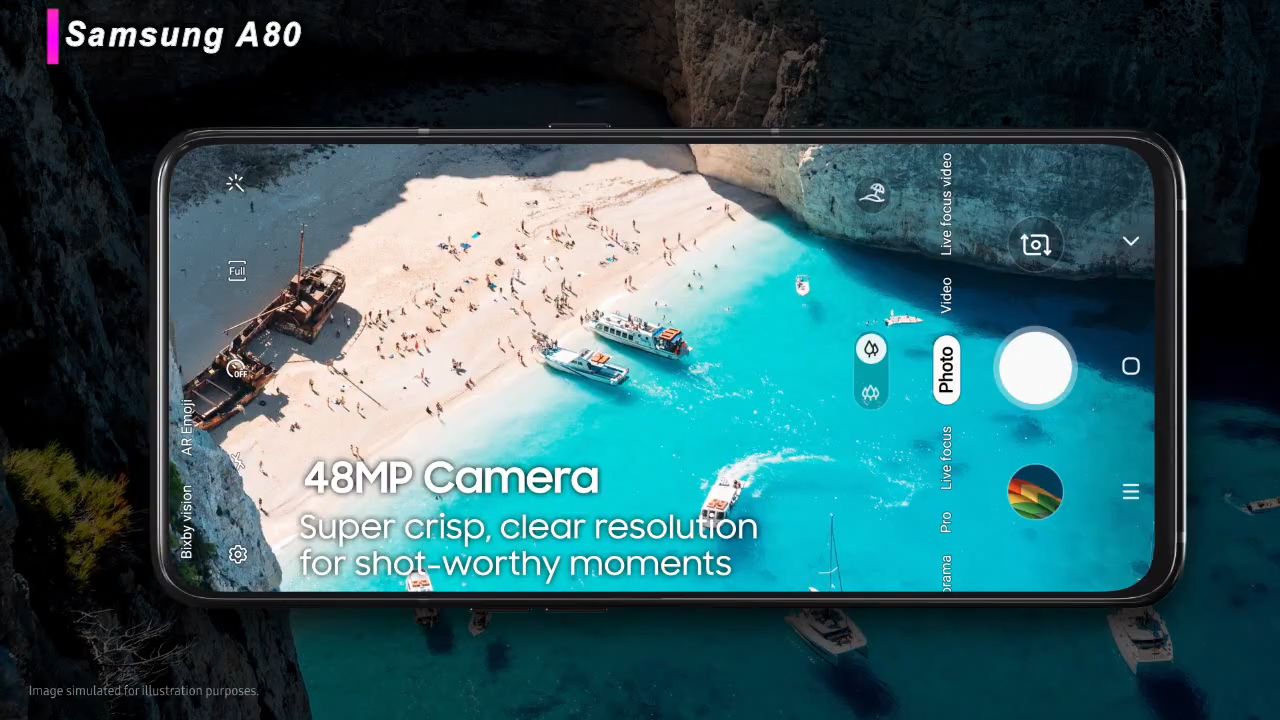 Samsung A80
Full
OFF
AR Emoji
Bixby vision
Live focus video
Video
Photo
Live focus
Pro
orama
48MP Camera
Super crisp, clear resolution
for shot-worthy moments
Image simulated for illustration purposes.